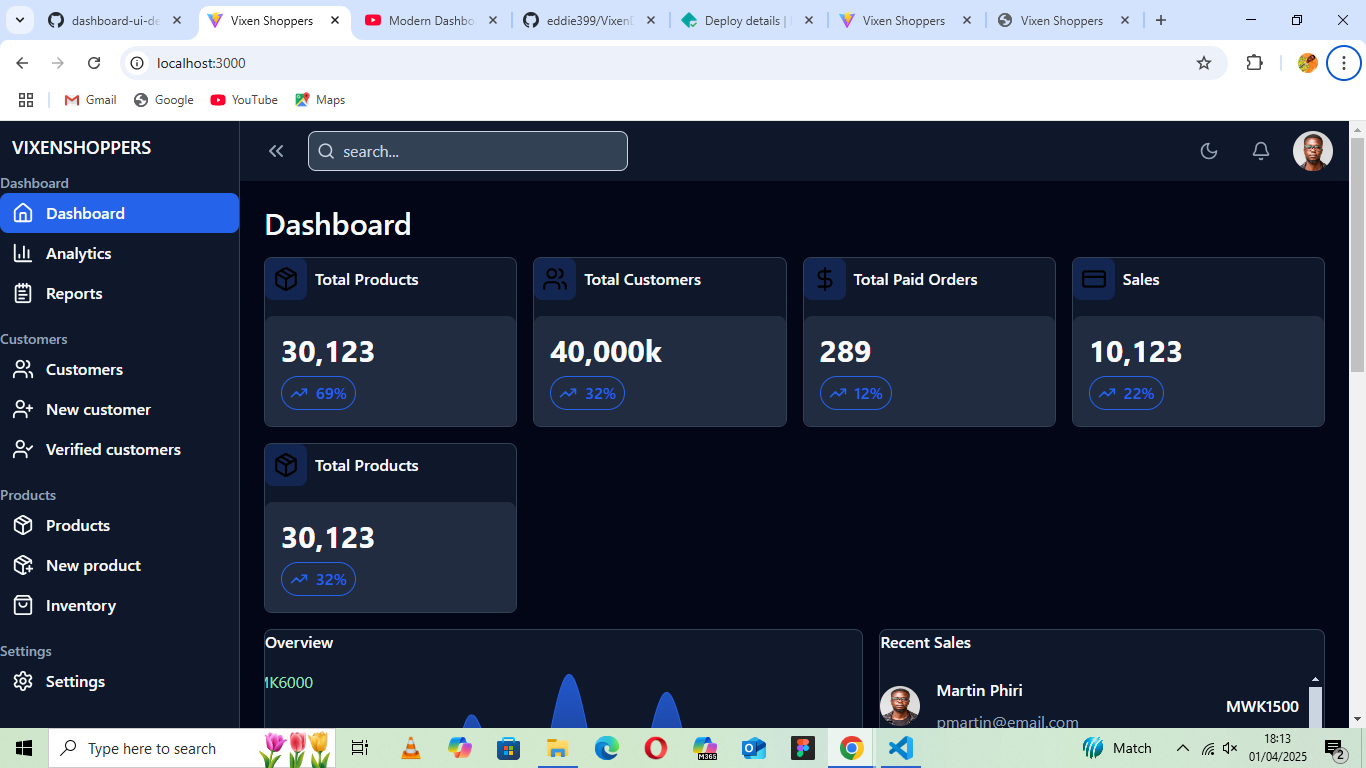 dashboard-ui-de
Vixen Shoppers
Modern Dashbo
eddie399/VixenD
Deploy details |
Vixen Shoppers
Vixen Shoppers
localhost:3000
Gmail
Google
YouTube
Maps
VIXENSHOPPERS
search...
Dashboard
Dashboard
Analytics
Reports
Customers
Customers
New customer
Verified customers
Products
Products
New product
Inventory
Settings
Settings
Dashboard
Total Products
30,123
69%
Total Customers
40,000k
32%
Total Paid Orders
289
12%
Sales
10,123
22%
Total Products
30,123
32%
Overview
MK6000
Recent Sales
Martin Phiri
pmartin@email.com
MWK1500
Type here to search
M365
Match
18:13
01/04/2025
2